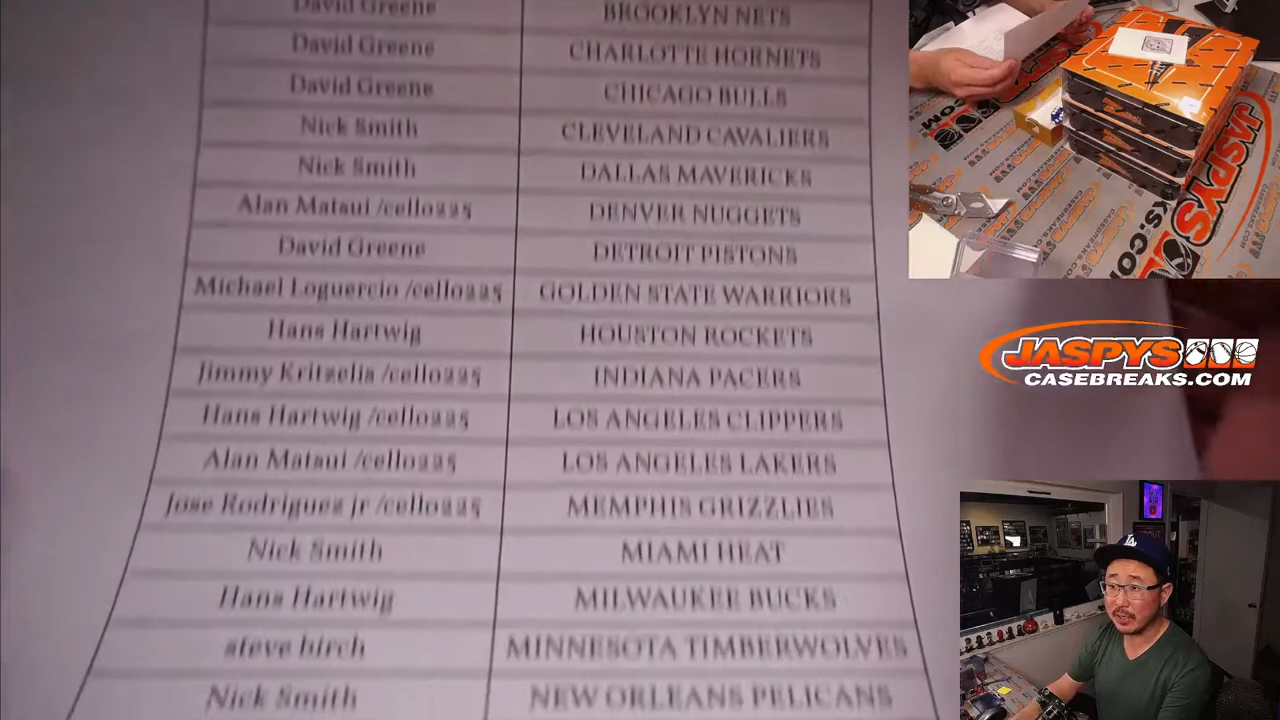 David Greene BROOKLYN NETS
David Greene CHARLOTTE HORNETS
David Greene CHICAGO BULLS
Nick Smith CLEVELAND CAVALIERS
Nick Smith DALLAS MAVERICKS
Alan Matsui /cello225 DENVER NUGGETS
David Greene DETROIT PISTONS
Michael Loguercio /cello225 GOLDEN STATE WARRIORS
Hans Hartwig HOUSTON ROCKETS
Jimmy Kritzelis /cello225 INDIANA PACERS
Hans Hartwig /cello225 LOS ANGELES CLIPPERS
Alan Matsui /cello225 LOS ANGELES LAKERS
Jose Rodriguez jr /cello225 MEMPHIS GRIZZLIES
Nick Smith MIAMI HEAT
Hans Hartwig MILWAUKEE BUCKS
steve birch MINNESOTA TIMBERWOLVES
Nick Smith NEW ORLEANS PELICANS
JASPYS
CASEBREAKS.COM
JASPYS
CASEBREAKS.COM
LA